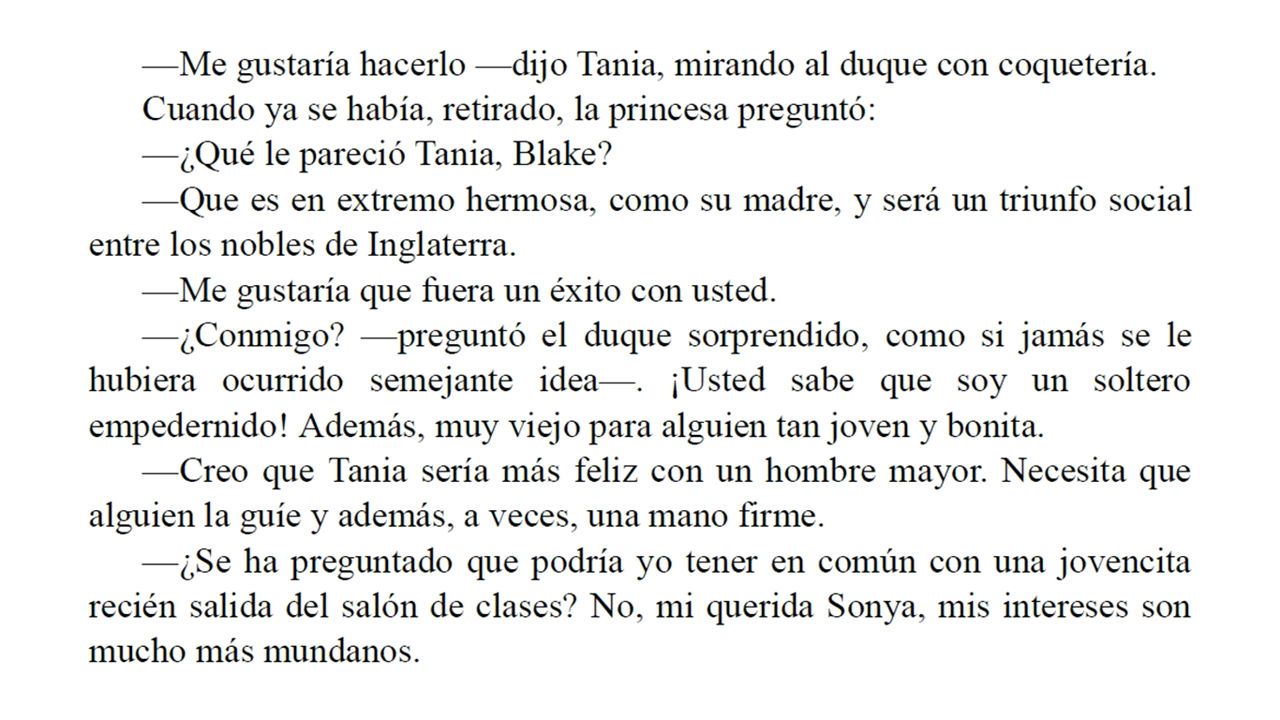 —Me gustaría hacerlo —dijo Tania, mirando al duque con coquetería.
Cuando ya se había, retirado, la princesa preguntó:
—¿Qué le pareció Tania, Blake?
—Que es en extremo hermosa, como su madre, y será un triunfo social
entre los nobles de Inglaterra.
—Me gustaría que fuera un éxito con usted.
—¿Conmigo? —preguntó el duque sorprendido, como si jamás se le
hubiera ocurrido semejante idea—. ¡Usted sabe que soy un soltero
empedernido! Además, muy viejo para alguien tan joven y bonita.
—Creo que Tania sería más feliz con un hombre mayor. Necesita que
alguien la guíe y además, a veces, una mano firme.
—¿Se ha preguntado que podría yo tener en común con una jovencita
recién salida del salón de clases? No, mi querida Sonya, mis intereses son
mucho más mundanos.